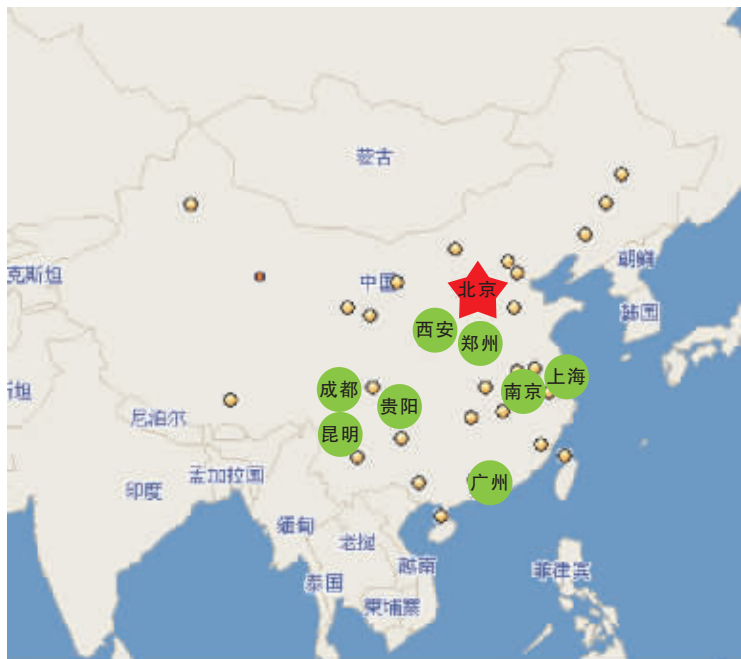 蒙古
克斯坦
朝鲜
中国
北京
韩国
西安
郑州
上海
成都
南京
斯坦
贵阳
尼泊尔
昆明
孟加拉国
印度
广州
缅甸
老挝
越南
菲律宾
泰国
柬埔寨